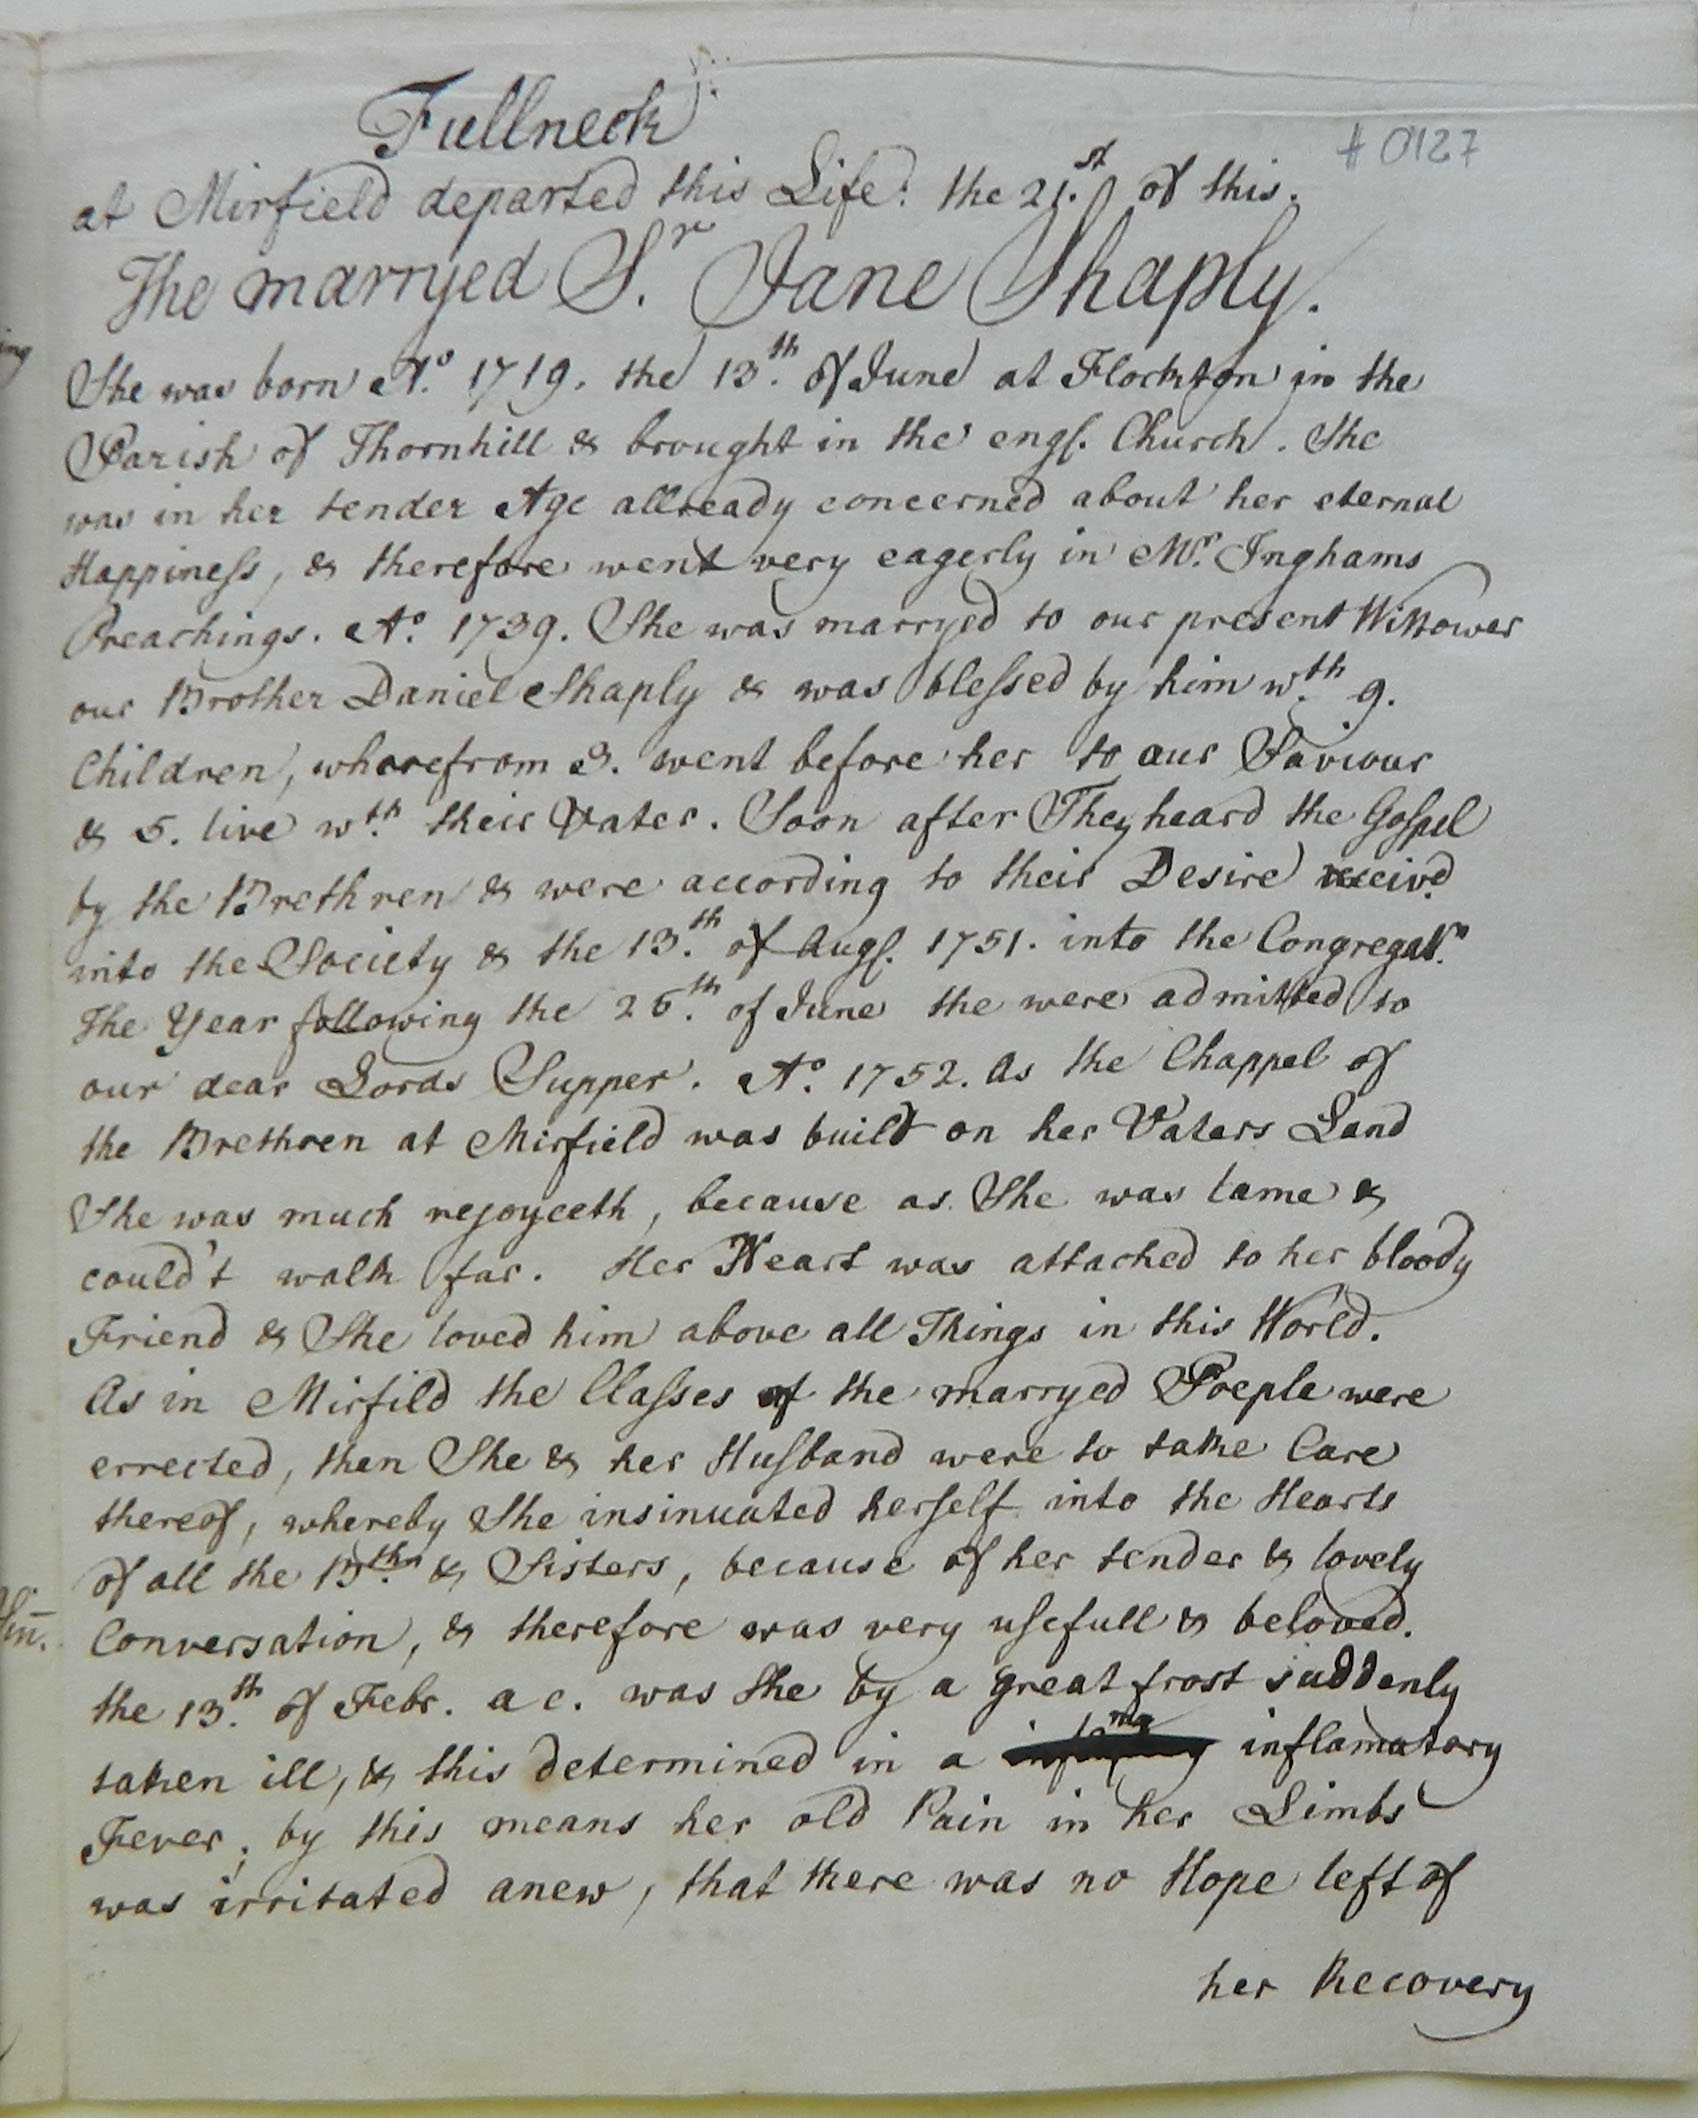 Fullneck
# 0127
at Mirfield departed this Life. the 21.st of this.
The marryed S.r Jane Shaply.
She was born Ao. 1719. the 13.th of June at Flockton in the
Parish of Thornhill & brought in the engl. Church. She
was in her tender Age allready concerned about her eternal
Happiness, & therefore went very eagerly in Mr. Inghams
Preachings. Ao. 1739. She was marryed to our present Wittower
our Brother Daniel Shaply & was blessed by him w.th 9.
Children, wherefrom 3. went before her to our Saviour
& 5. live w.th their Vater. Soon after They heard the Gospel
by the Brethren & were according to their Desire receiv'd
into the Society & the 13.th of Augs. 1751. into the Congregatn.
The Year following the 26.th of June the were admitted to
our dear Lords Supper. Ao. 1752. As the Chappel of
the Brethren at Mirfield was built on her Vaters Land
She was much rejoyceth, because as She was lame &
could't walk far. Her Heart was attached to her bloody
Friend & She loved him above all Things in this World.
As in Mirfild the Classes of the marryed Poeple were
errected, then She & her Husband were to take Care
thereof, whereby She insinuated herself into the Hearts
of all the B.thn & Sisters, because of her tender & lovely
Conversation, & therefore was very usefull & beloved.
the 13.th of Febr. a c. was She by a great frost suddenly
taken ill, & this determined in a inflamatory
Fever; by this means her old Pain in her Limbs
was irritated anew, that there was no Hope left of
her Recovery